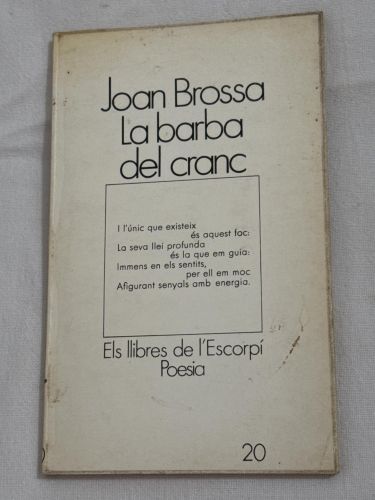 Joan Brossa
La barba
del cranc
I l'únic que existeix
és aquest foc:
La seva llei profunda
és la que em guia:
Immens en els sentits,
per ell em moc
Afigurant senyals amb energia.
Els llibres de l'Escorpí
Poesia
20